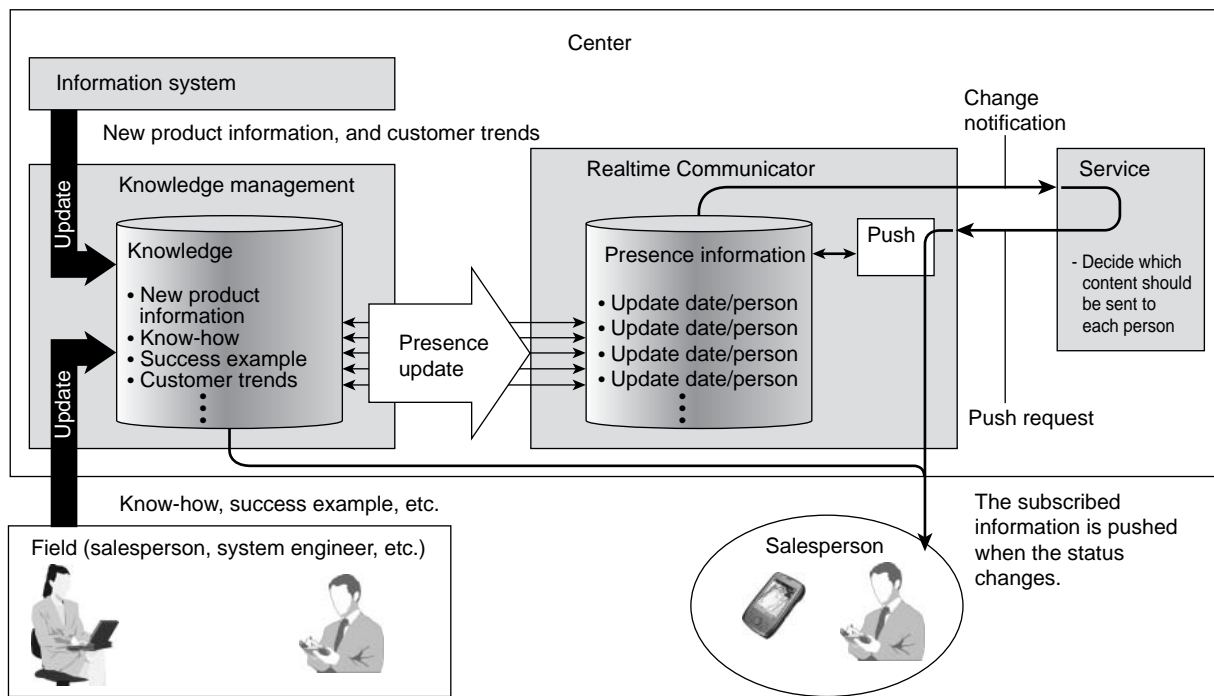 Center
Information system
New product information, and customer trends
Change
notification
Update
Knowledge management
Knowledge
• New product
information
• Know-how
• Success example
• Customer trends
Presence
update
Realtime Communicator
Presence information
• Update date/person
• Update date/person
• Update date/person
• Update date/person
Push
Service
- Decide which
content should
be sent to
each person
Push request
Update
Know-how, success example, etc.
Field (salesperson, system engineer, etc.)
Salesperson
The subscribed
information is pushed
when the status
changes.